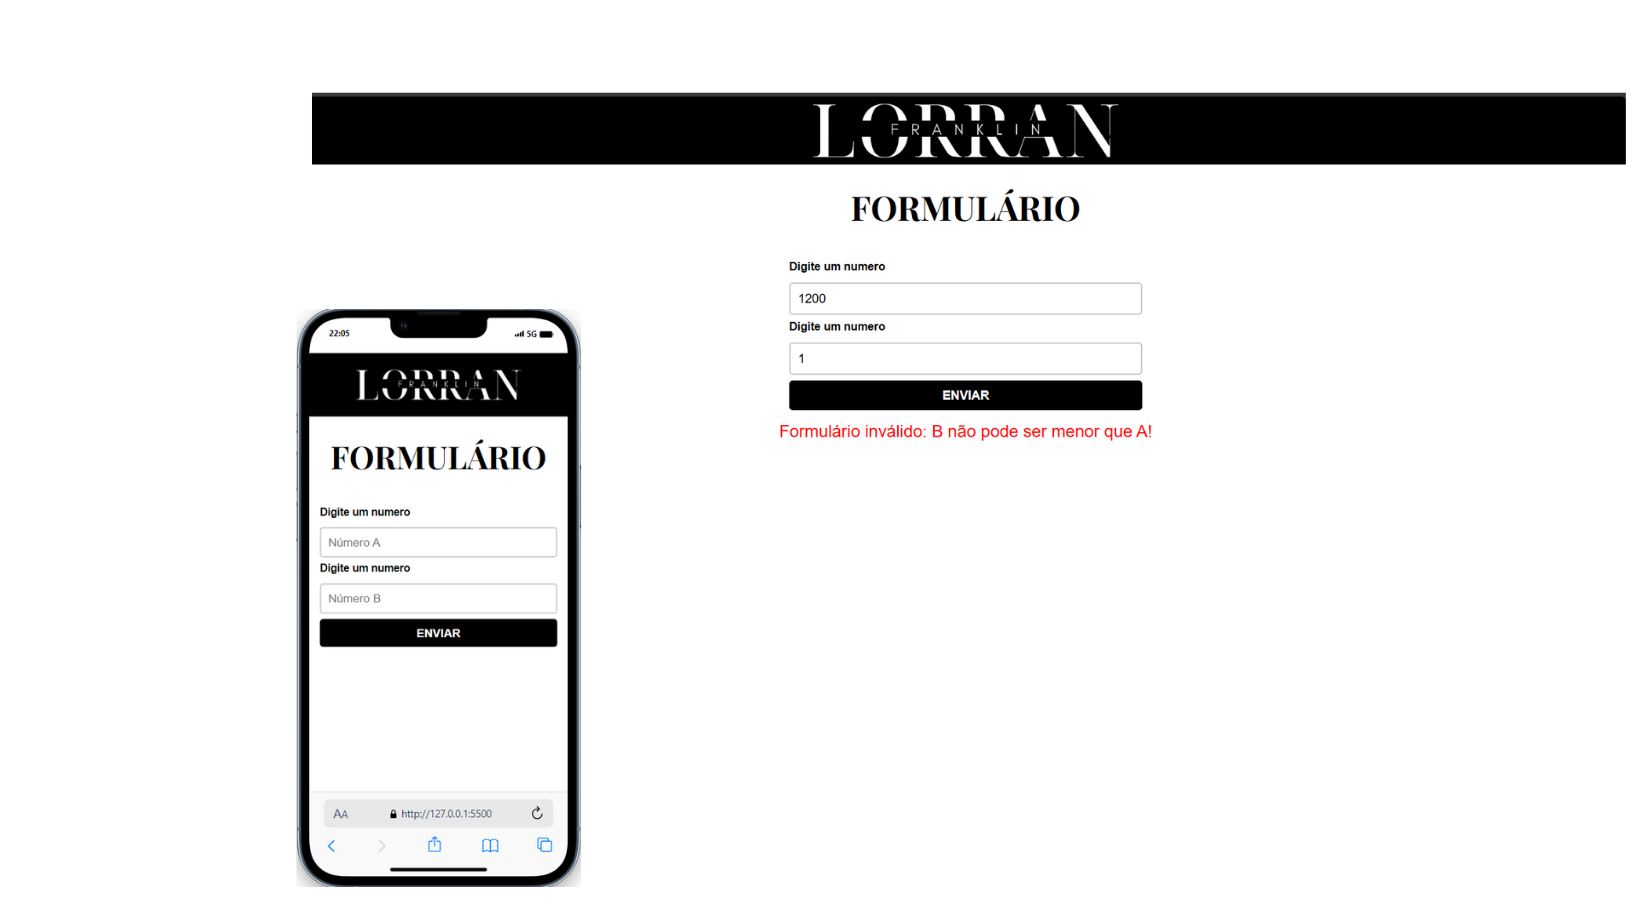 LORRAN
FRANKLIN
FORMULÁRIO
Digite um numero
1200
Digite um numero
1
ENVIAR
Formulário inválido: B não pode ser menor que A!
22:05
5G
LORRAN
FRANKLIN
FORMULÁRIO
Digite um numero
Número A
Digite um numero
Número B
ENVIAR
AA
http://127.0.0.1:5500